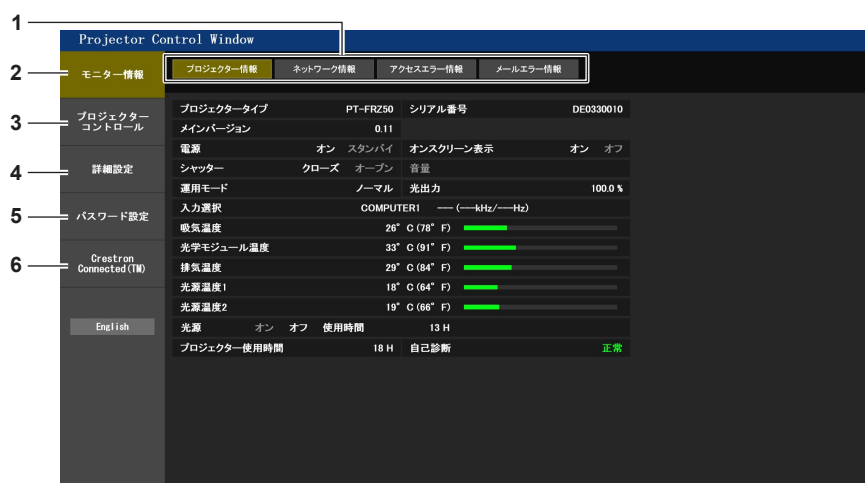 1
Projector Control Window
2
モニター情報
プロジェクター情報 ネットワーク情報 アクセスエラー情報 メールエラー情報
3
プロジェクター
コントロール
4
詳細設定
5
パスワード設定
6
Crestron
Connected(TM)
English
プロジェクタータイプ PT-FRZ50 シリアル番号 DE0330010
メインバージョン 0.11
電源 オン スタンバイ オンスクリーン表示 オン オフ
シャッター クローズ オープン 音量
運用モード ノーマル 光出力 100.0 %
入力選択 COMPUTER1 ---(---kHz/---Hz)
吸気温度 26° C (78° F)
光学モジュール温度 33° C (91° F)
排気温度 29° C (84° F)
光源温度1 18° C (64° F)
光源温度2 19° C (66° F)
光源 オン オフ 使用時間 13 H
プロジェクター使用時間 18 H 自己診断 正常